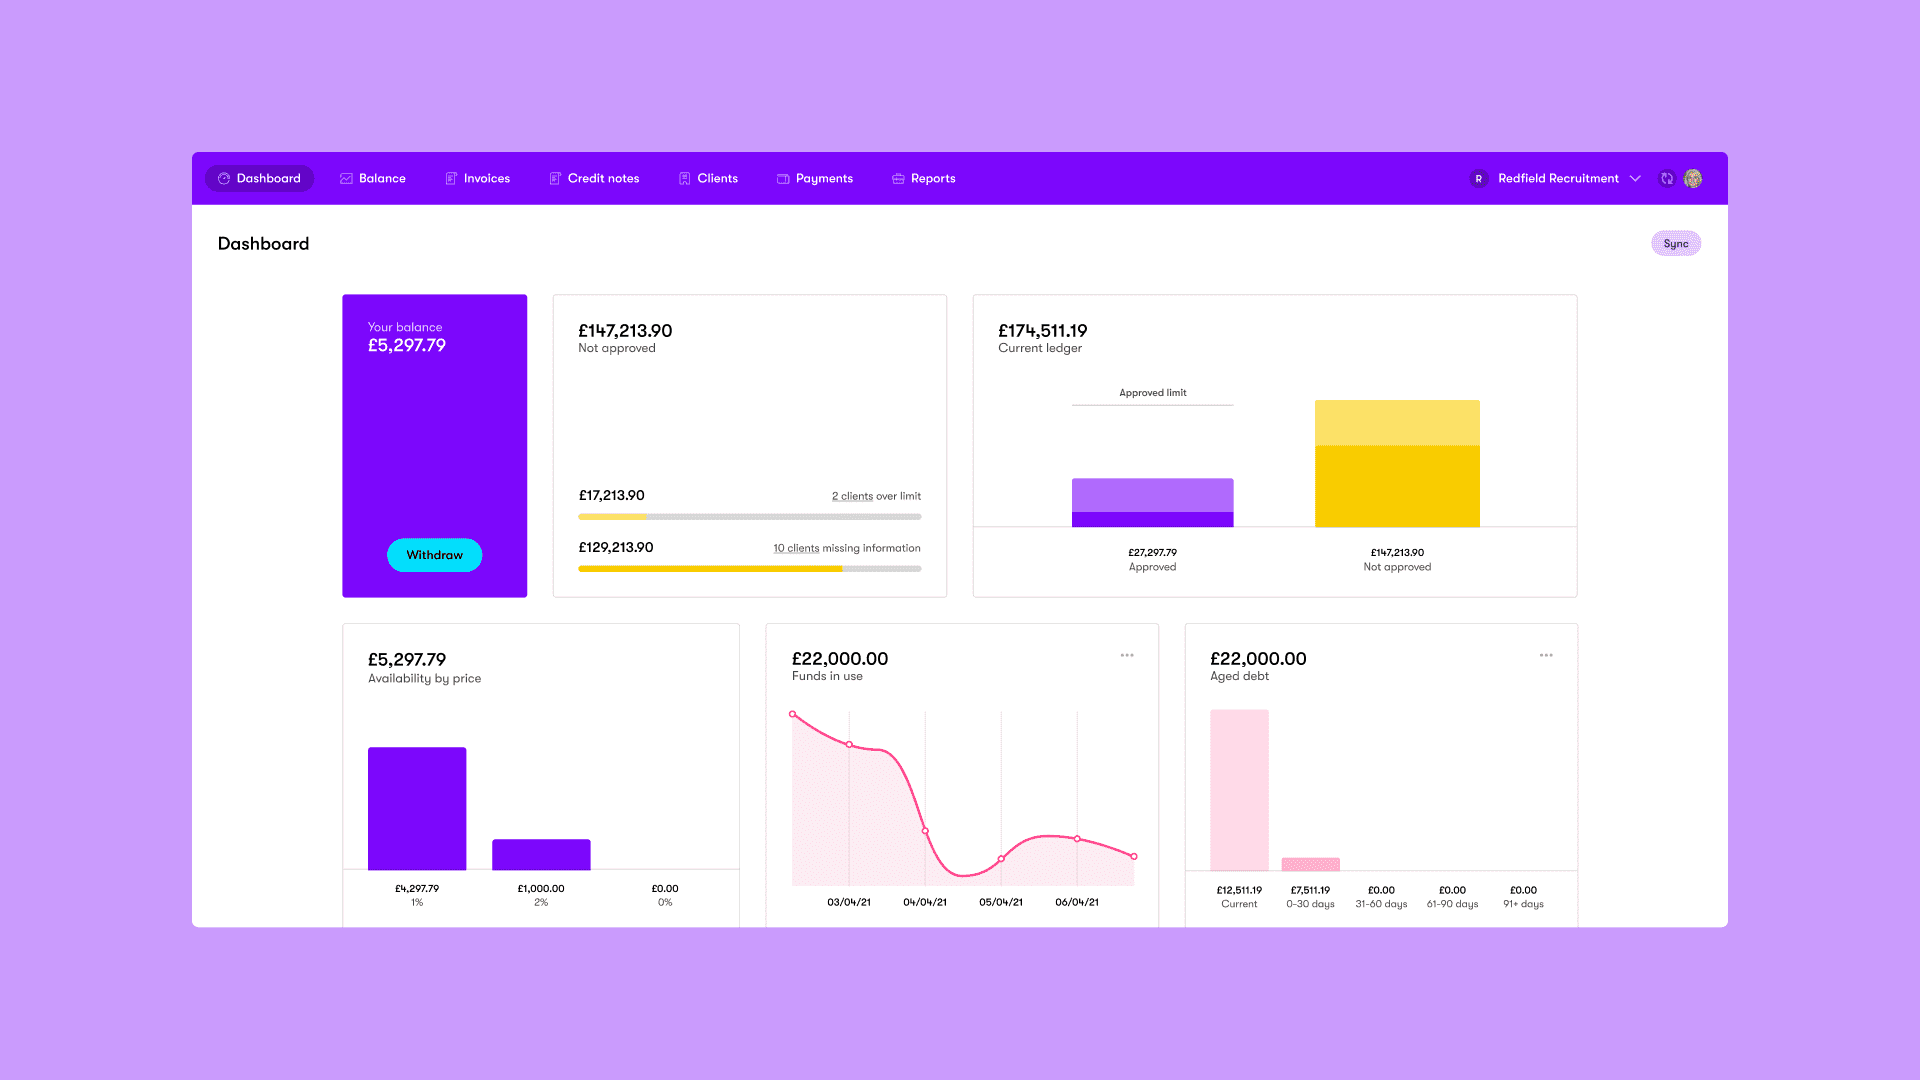 Dashboard
Balance
Invoices
Credit notes
Clients
Payments
Reports
R
Redfield Recruitment
Dashboard
Sync
Your balance
£5,297.79
Withdraw
£147,213.90
Not approved
£17,213.90
2 clients over limit
£129,213.90
10 clients missing information
£174,511.19
Current ledger
Approved limit
£27,297.79
Approved
£147,213.90
Not approved
£5,297.79
Availability by price
£4,297.79
1%
£1,000.00
2%
£0.00
0%
£22,000.00
Funds in use
03/04/21
04/04/21
05/04/21
06/04/21
£22,000.00
Aged debt
£12,511.19
Current
£7,511.19
0-30 days
£0.00
31-60 days
£0.00
61-90 days
£0.00
91+ days